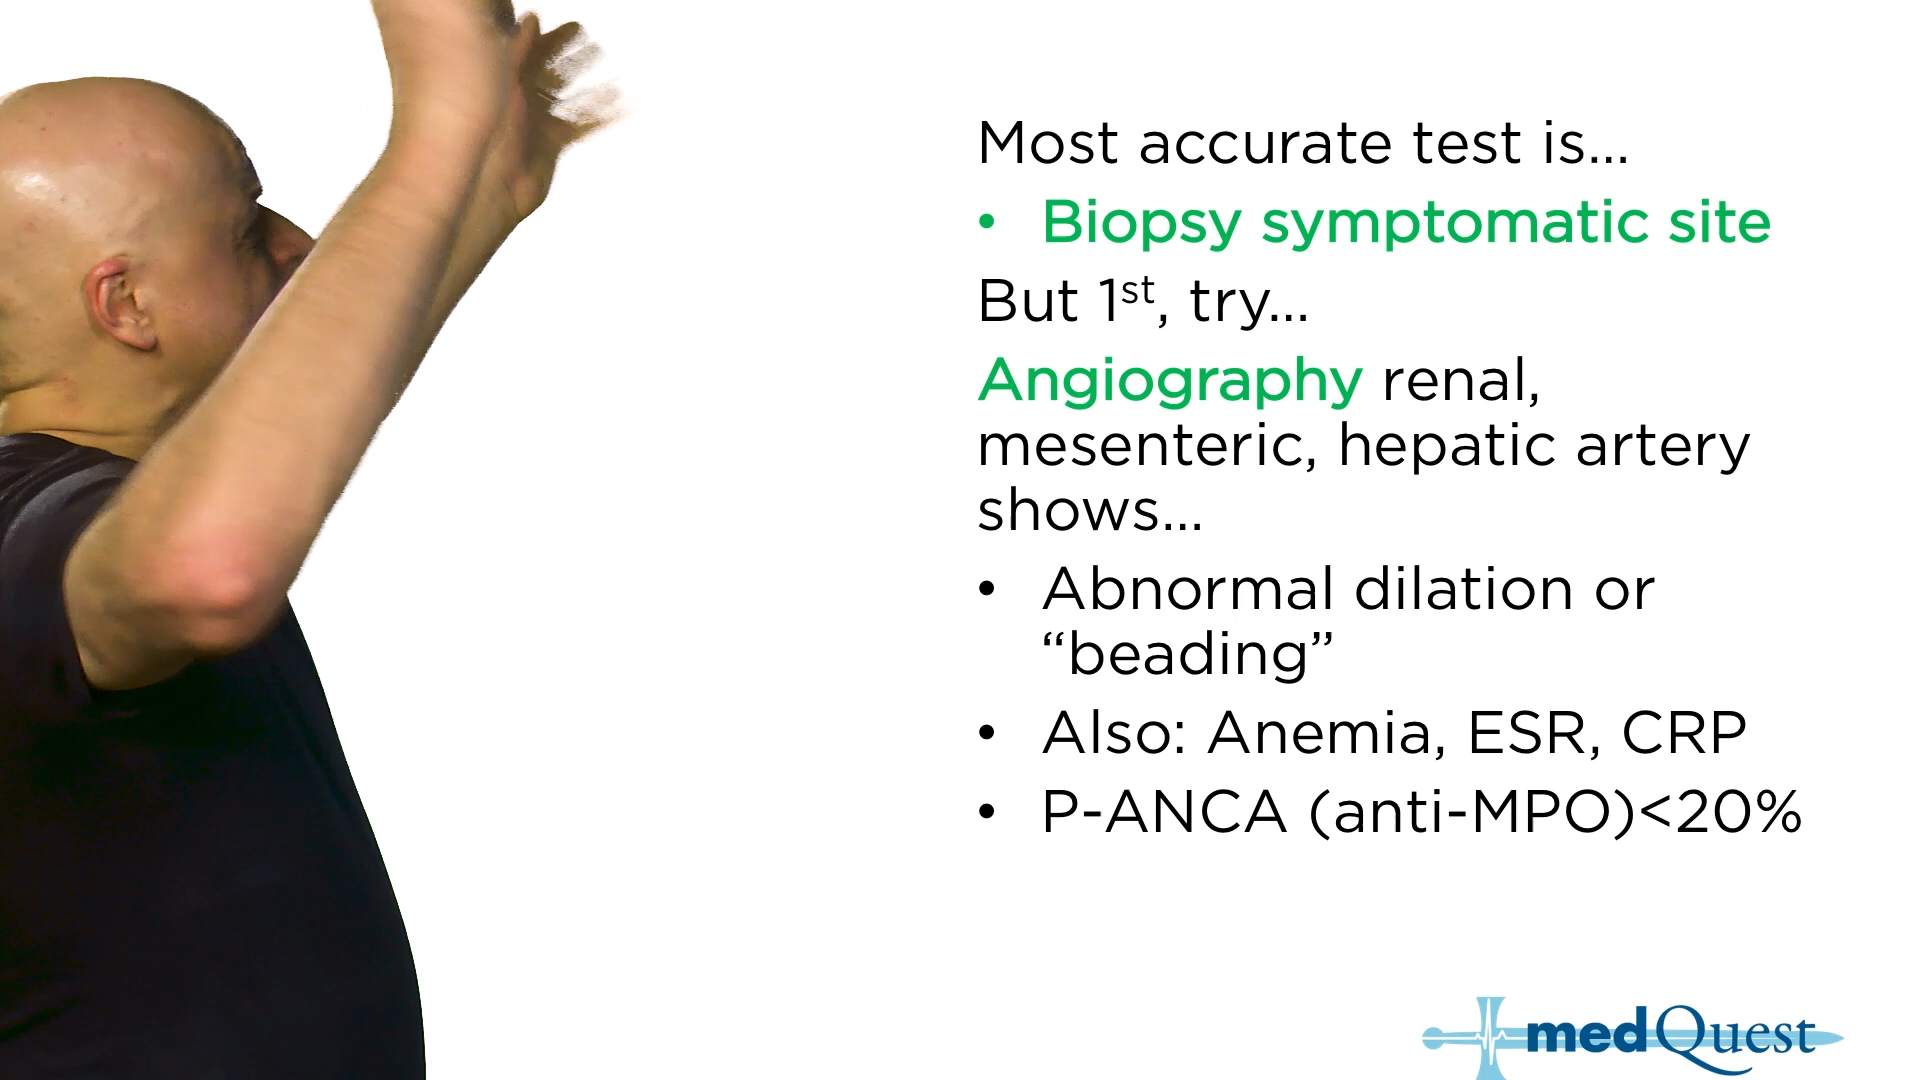 Most accurate test is...
• Biopsy symptomatic site
But 1st, try...
Angiography renal,
mesenteric, hepatic artery
shows...
• Abnormal dilation or
“beading”
• Also: Anemia, ESR, CRP
• P-ANCA (anti-MPO)<20%
medQuest